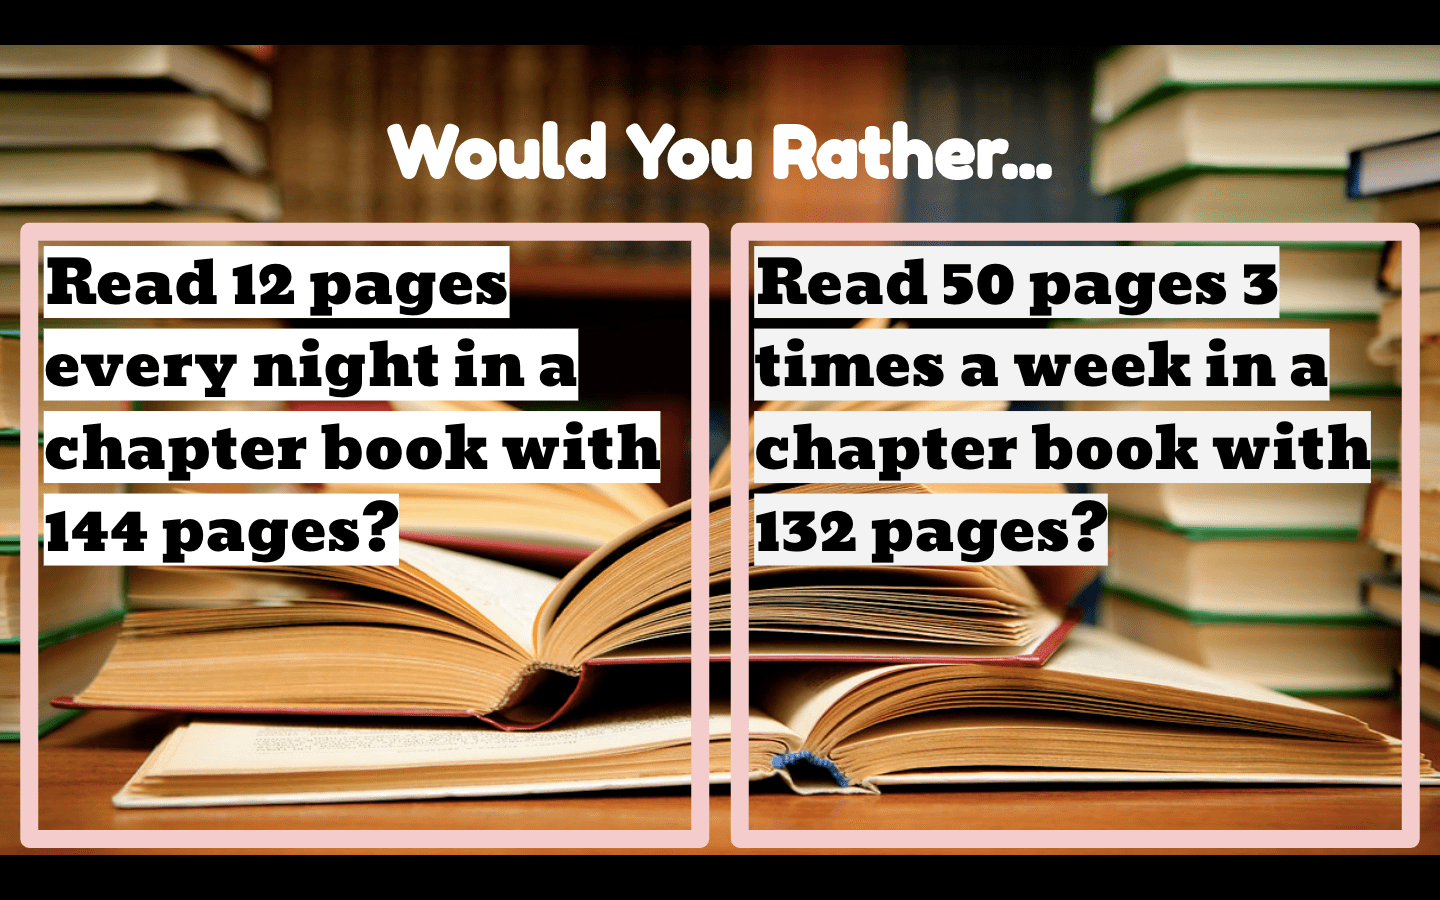 Would You Rather...
Read 12 pages
every night in a
chapter book with
144 pages?
Read 50 pages 3
times a week in a
chapter book with
132 pages?